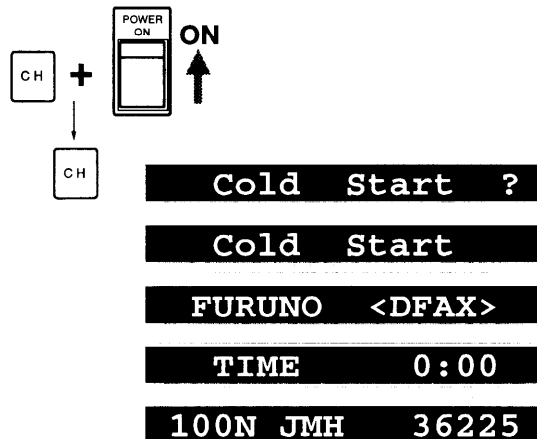 POWER
ON
ON
CH
+
CH
Cold Start ?
Cold Start
FURUNO <DFAX>
TIME 0:00
100N JMH 36225